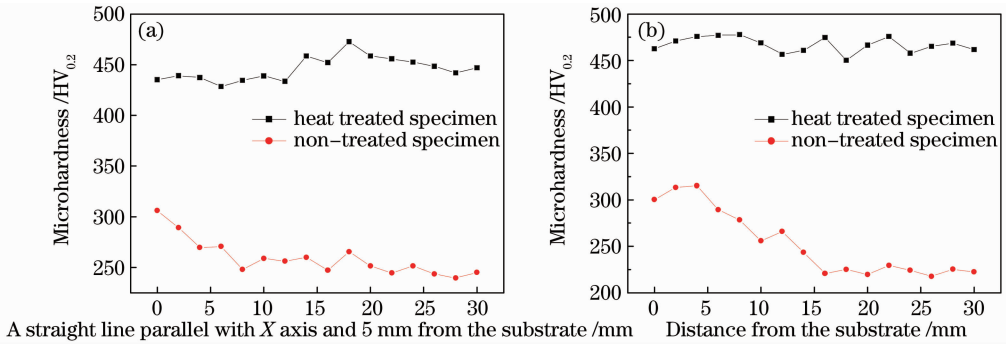 (a)
500
450
400
350
300
250
Microhardness /HV0.2
heat treated specimen
non-treated specimen
0 5 10 15 20 25 30
A straight line parallel with X axis and 5 mm from the substrate /mm
(b)
500
450
400
350
300
250
200
Microhardness /HV0.2
heat treated specimen
non-treated specimen
0 5 10 15 20 25 30
Distance from the substrate /mm